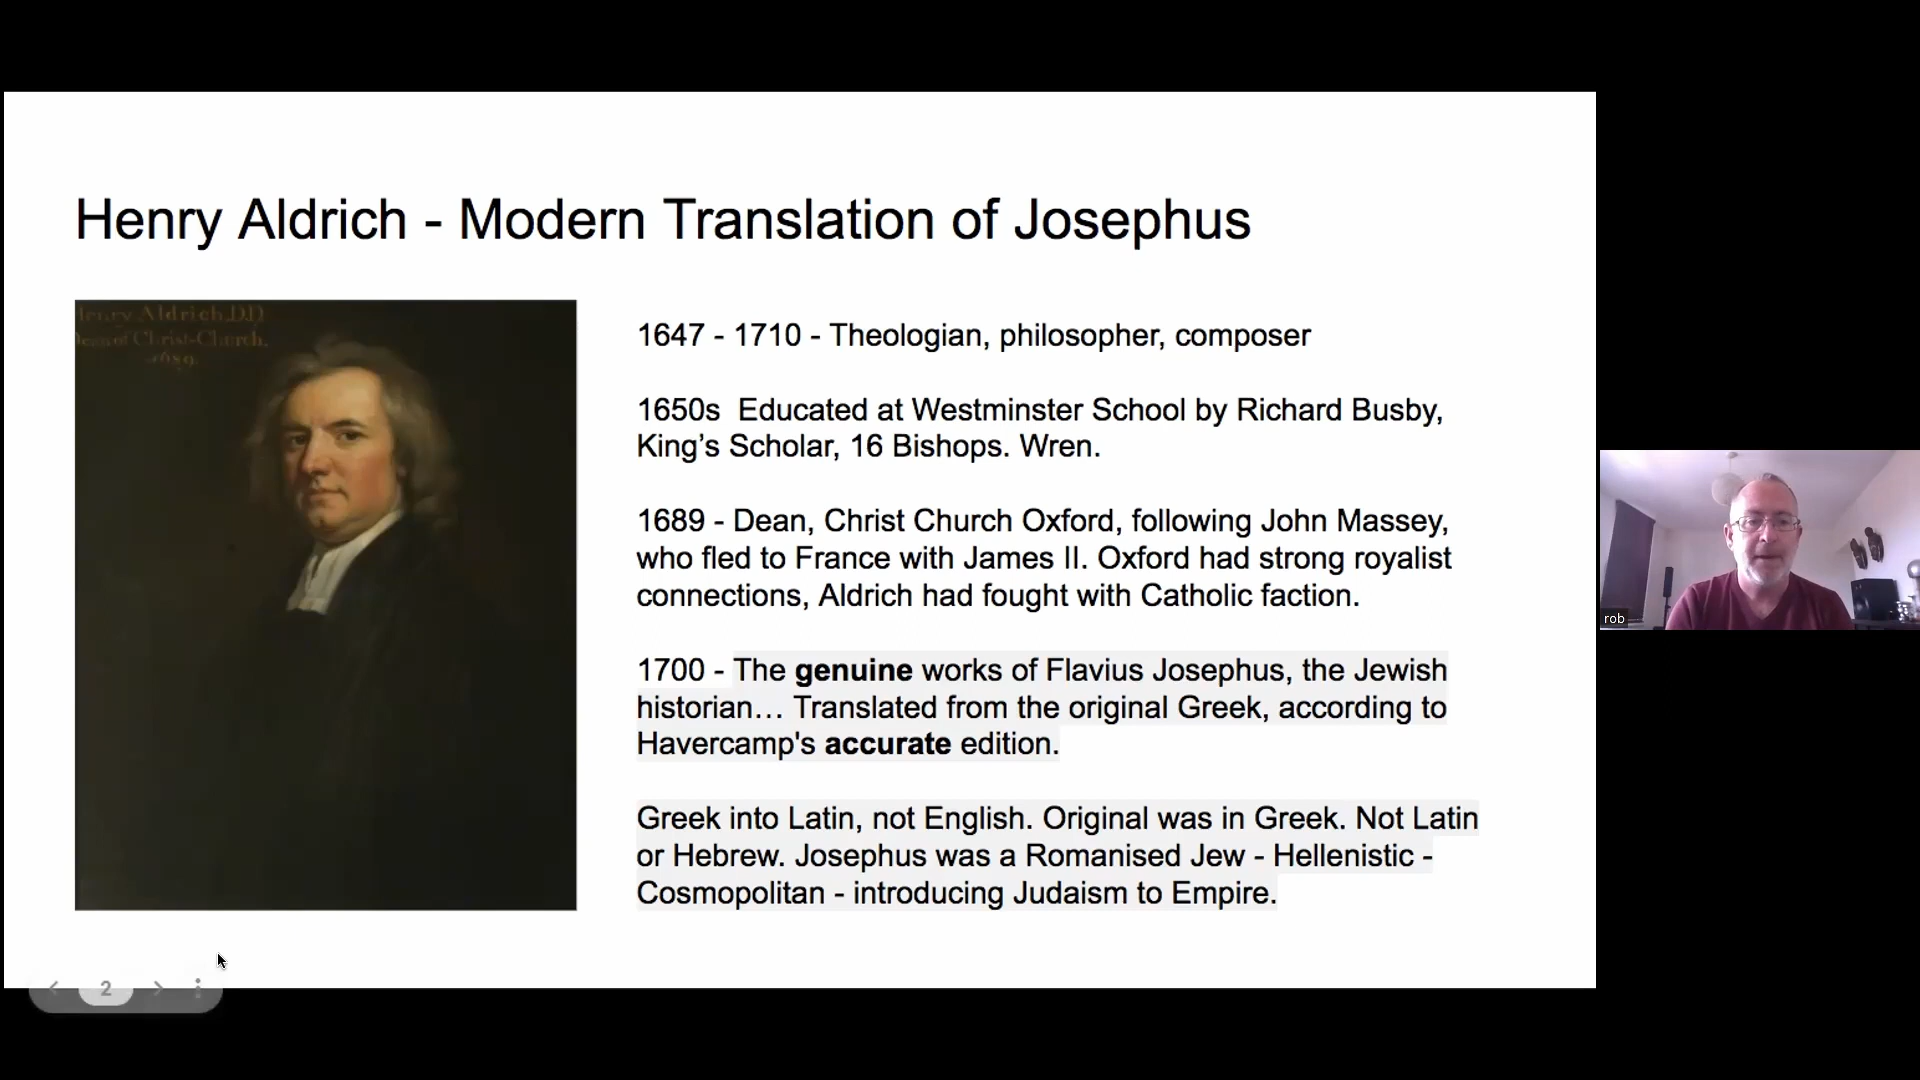 Henry Aldrich - Modern Translation of Josephus
Henry Aldrich.D.D
Dean of Christ-Church,
1689.
1647 - 1710 - Theologian, philosopher, composer
1650s  Educated at Westminster School by Richard Busby,
King’s Scholar, 16 Bishops. Wren.
1689 - Dean, Christ Church Oxford, following John Massey,
who fled to France with James II. Oxford had strong royalist
connections, Aldrich had fought with Catholic faction.
1700 - The genuine works of Flavius Josephus, the Jewish
historian… Translated from the original Greek, according to
Havercamp's accurate edition.
Greek into Latin, not English. Original was in Greek. Not Latin
or Hebrew. Josephus was a Romanised Jew - Hellenistic -
Cosmopolitan - introducing Judaism to Empire.
2
rob